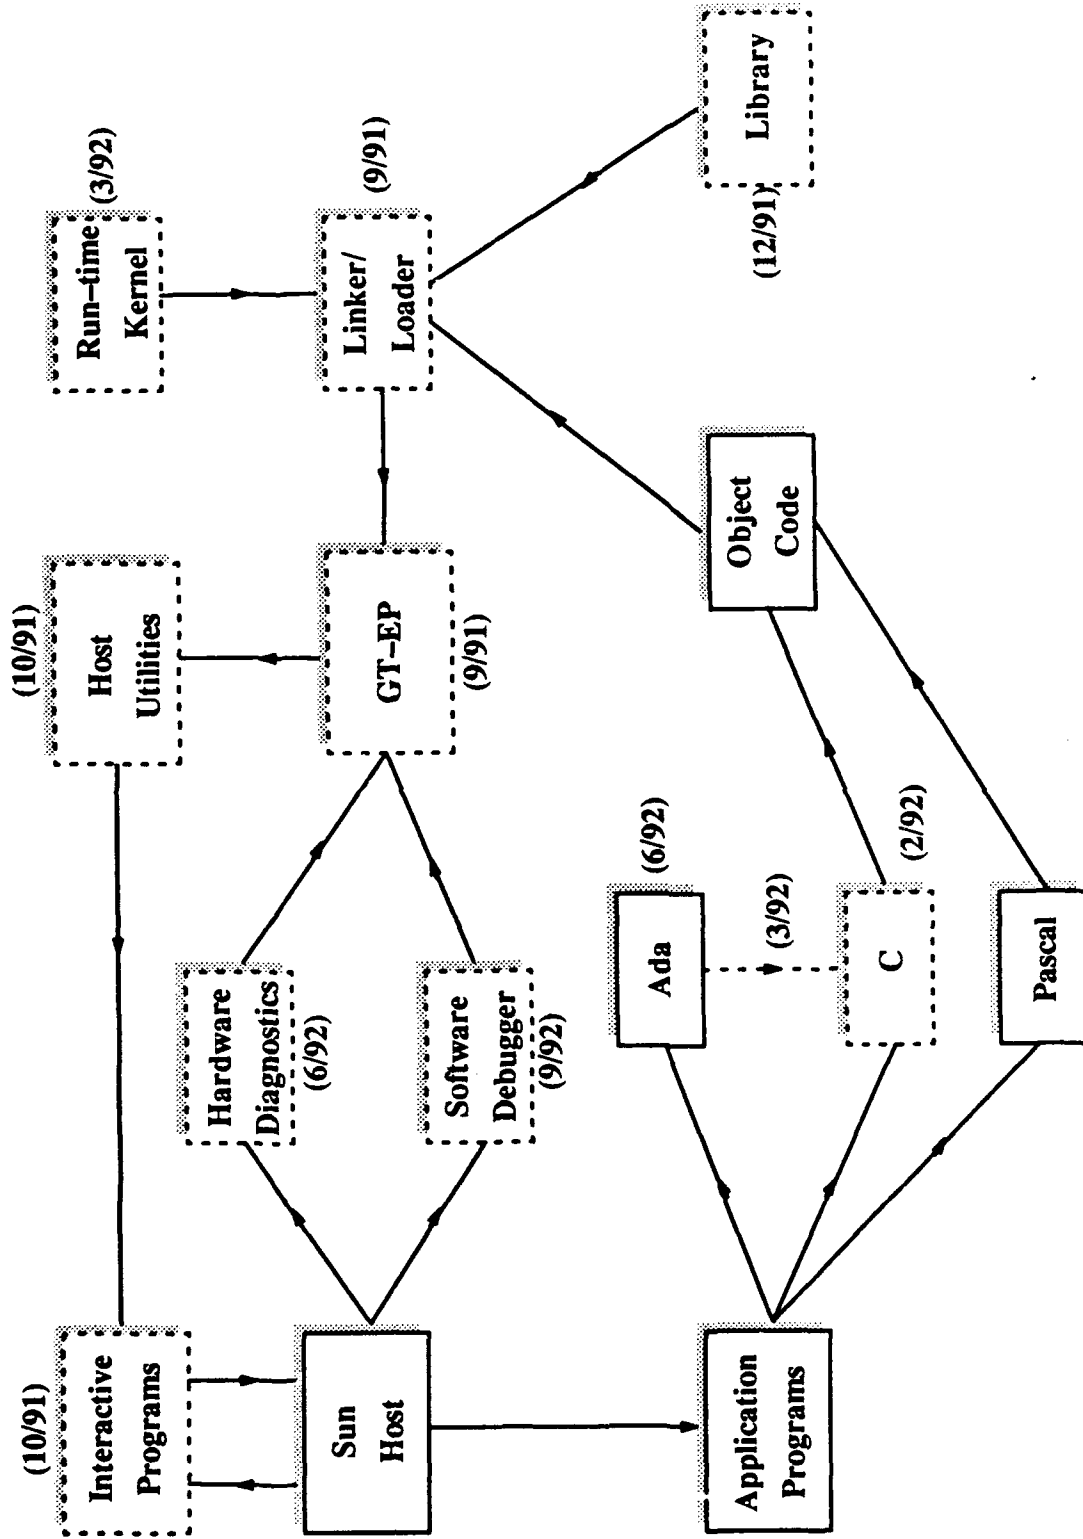 (10/91)
Interactive
Programs
(10/91)
Host
Utilities
Run-time
Kernel
(3/92)
Sun
Host
Hardware
Diagnostics
(6/92)
Software
Debugger
(9/92)
GT-EP
(9/91)
Linker/
Loader
(9/91)
Application
Programs
Ada
(6/92)
(3/92)
C
(2/92)
Pascal
Object
Code
Library
(12/91)